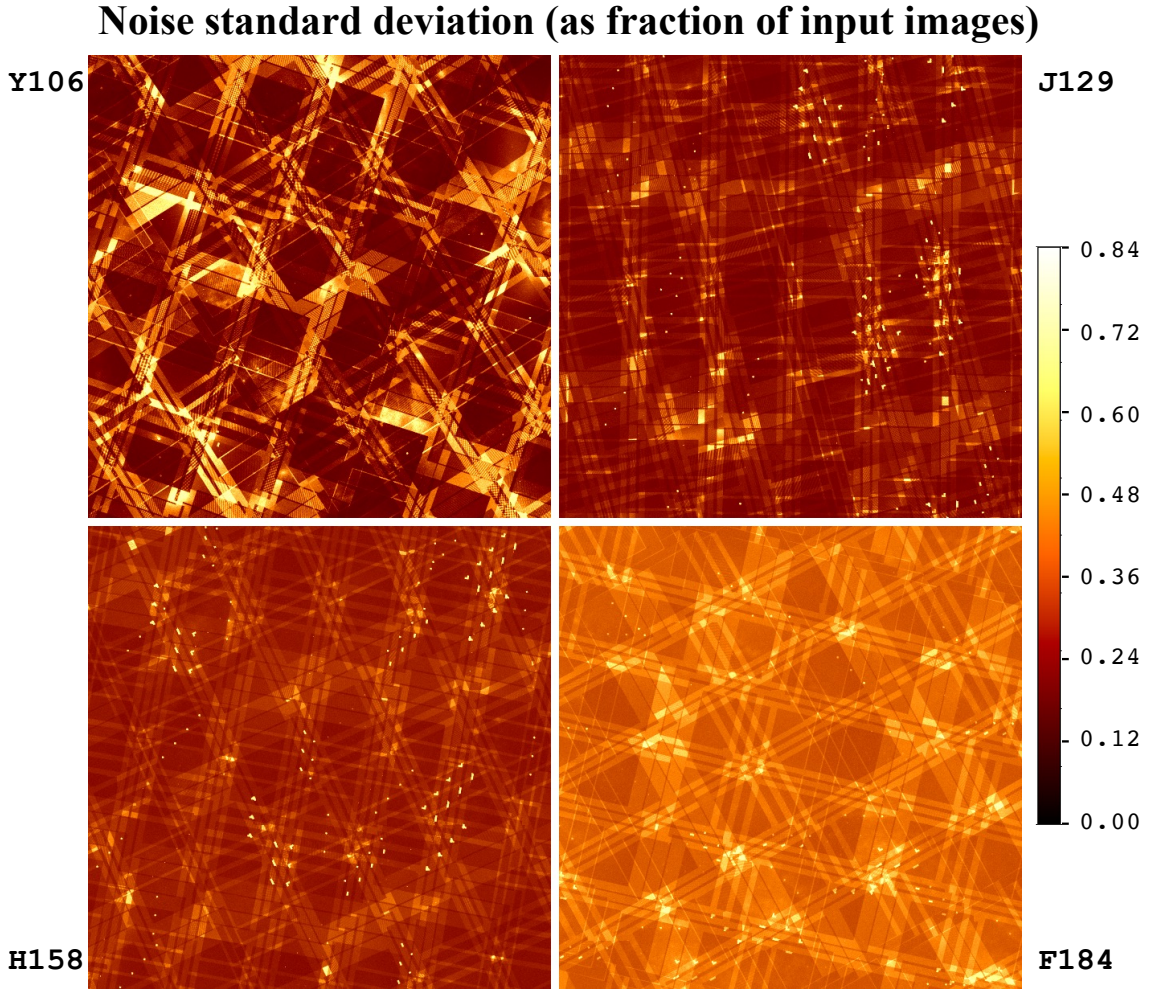 Noise standard deviation (as fraction of input images)
Y106
J129
0.84
0.72
0.60
0.48
0.36
0.24
0.12
0.00
H158
F184